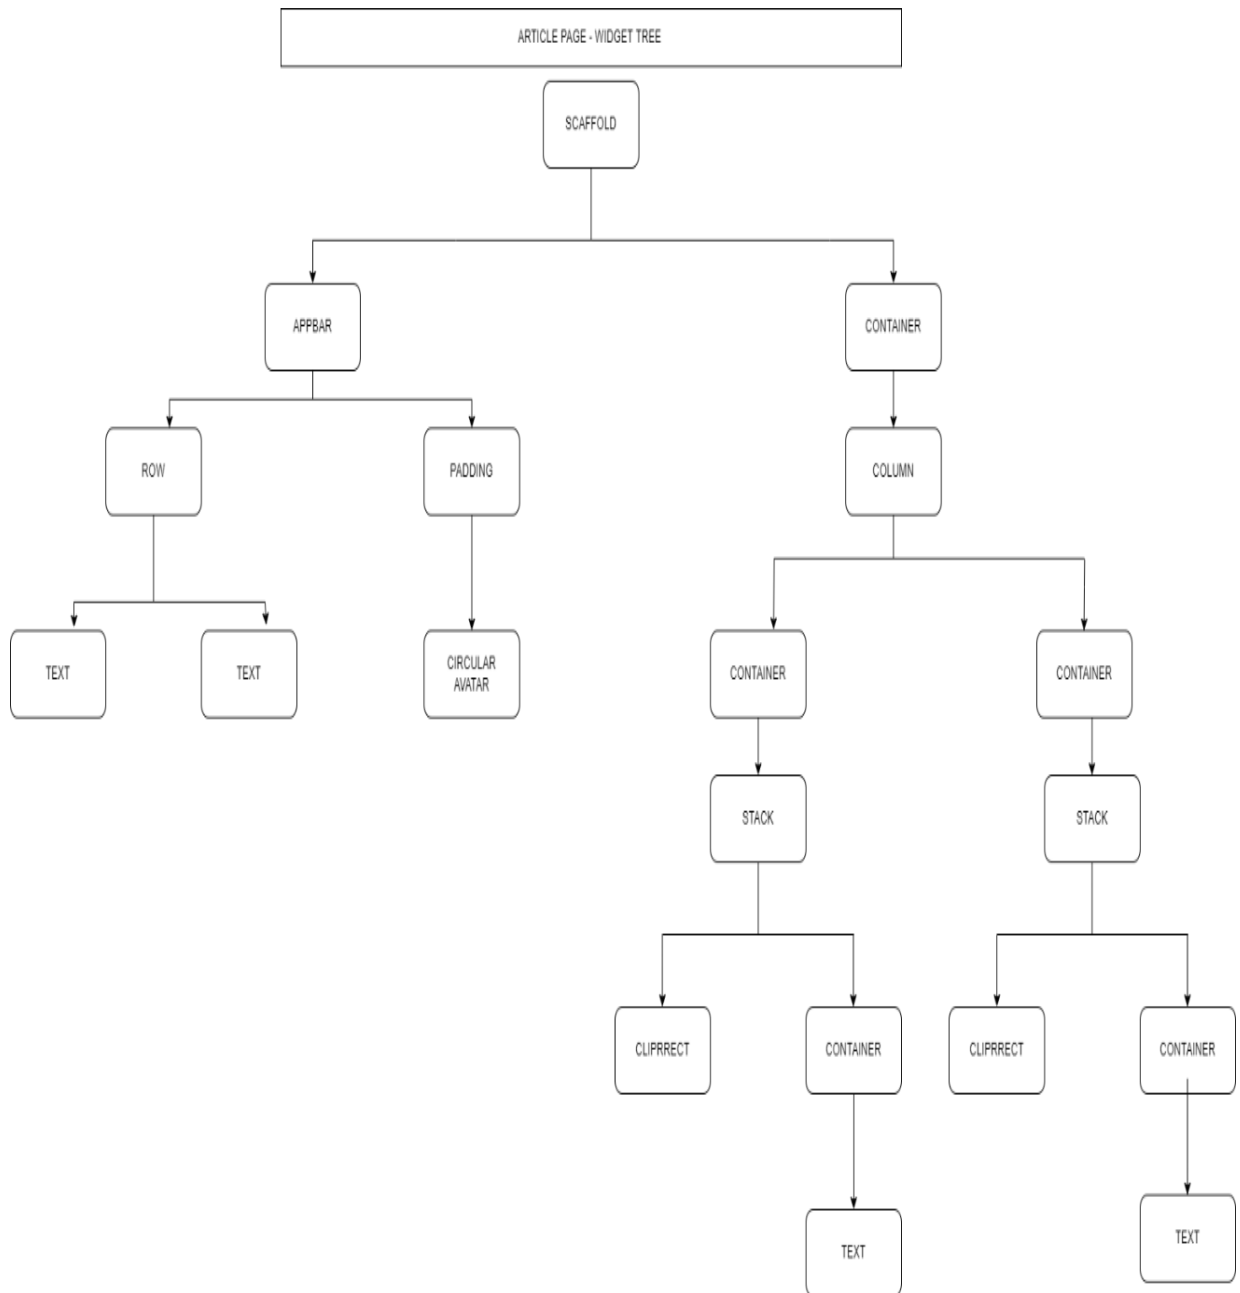 ARTICLE PAGE - WIDGET TREE
SCAFFOLD
APPBAR
CONTAINER
ROW
PADDING
COLUMN
TEXT
TEXT
CIRCULAR
AVATAR
CONTAINER
CONTAINER
STACK
STACK
CLIPRRECT
CONTAINER
CLIPRRECT
CONTAINER
TEXT
TEXT